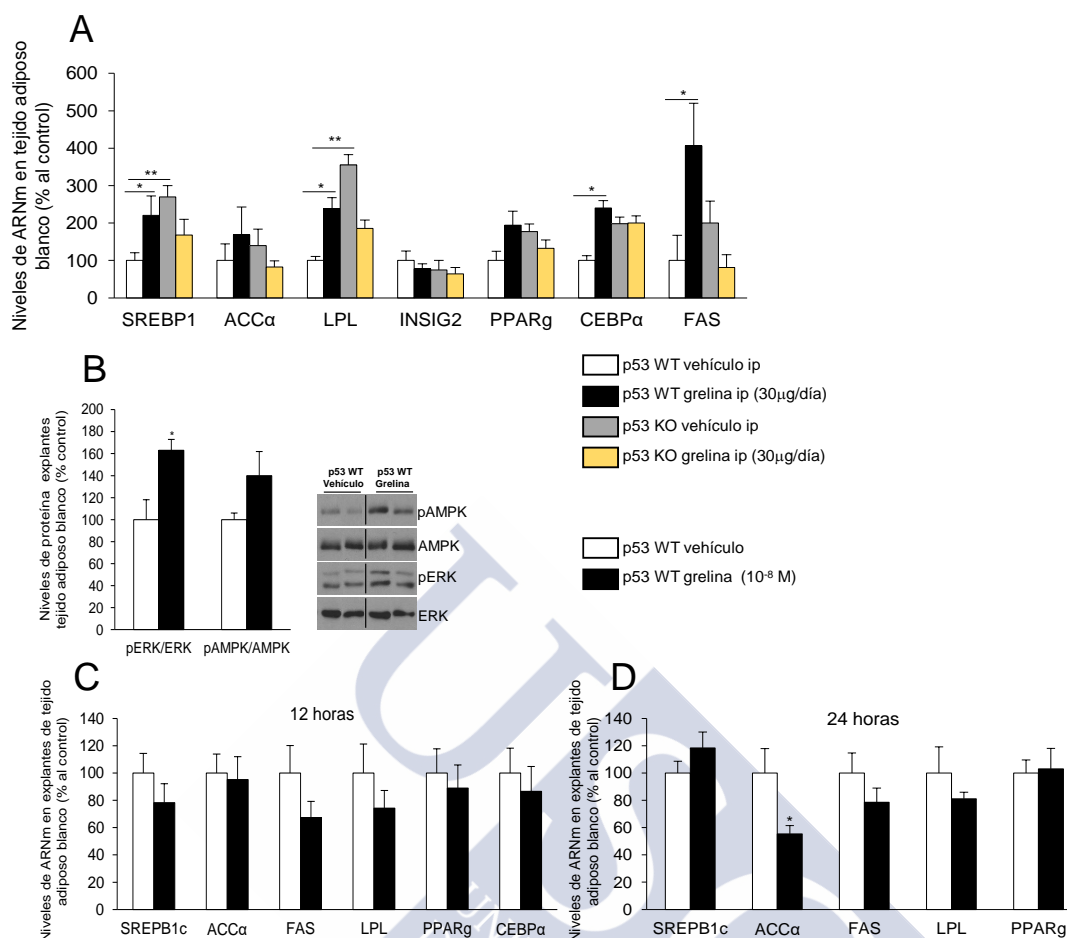 A
Niveles de ARNm en tejido adiposo
blanco (% al control)
600
500
400
300
200
100
0
*
**
*
**
*
*
SREBP1 ACCα LPL INSIG2 PPARg CEBPα FAS
p53 WT vehículo ip
p53 WT grelina ip (30µg/día)
p53 KO vehículo ip
p53 KO grelina ip (30µg/día)
B
Niveles de proteína explantes
tejido adiposo blanco (% control)
200
180
160
140
120
100
80
60
40
20
0
*
pERK/ERK pAMPK/AMPK
p53 WT
Vehículo
p53 WT
Grelina
pAMPK
AMPK
pERK
ERK
p53 WT vehículo
p53 WT grelina (10⁻⁸ M)
C
12 horas
Niveles de ARNm en explantes de tejido
adiposo blanco (% al control)
140
120
100
80
60
40
20
0
SREPB1c ACCα FAS LPL PPARg CEBPα
D
24 horas
Niveles de ARNm en explantes de tejido
adiposo blanco (% al control)
140
120
100
80
60
40
20
0
*
SREPB1c ACCα FAS LPL PPARg
USC
UN